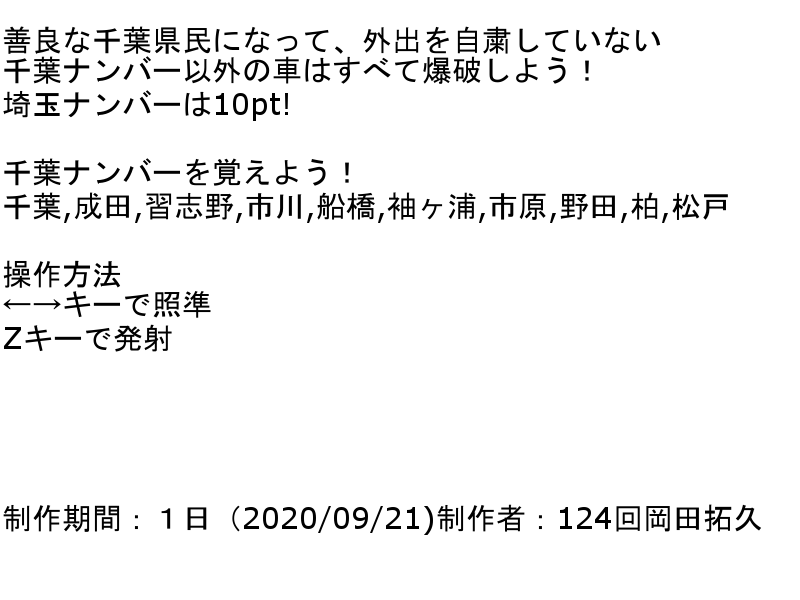 善良な千葉県民になって、外出を自粛していない
千葉ナンバー以外の車はすべて爆破しよう！
埼玉ナンバーは10pt!
千葉ナンバーを覚えよう！
千葉,成田,習志野,市川,船橋,袖ヶ浦,市原,野田,柏,松戸
操作方法
←→キーで照準
Zキーで発射
制作期間：１日（2020/09/21)制作者：124回岡田拓久